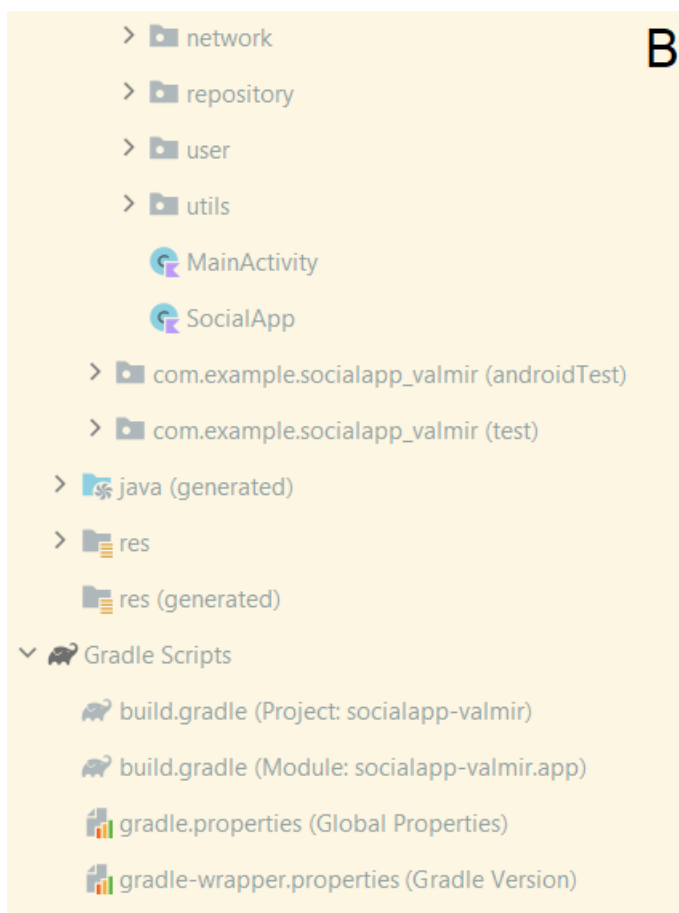 network
B
repository
user
utils
MainActivity
SocialApp
com.example.socialapp_valmir (androidTest)
com.example.socialapp_valmir (test)
java (generated)
res
res (generated)
Gradle Scripts
build.gradle (Project: socialapp-valmir)
build.gradle (Module: socialapp-valmir.app)
gradle.properties (Global Properties)
gradle-wrapper.properties (Gradle Version)